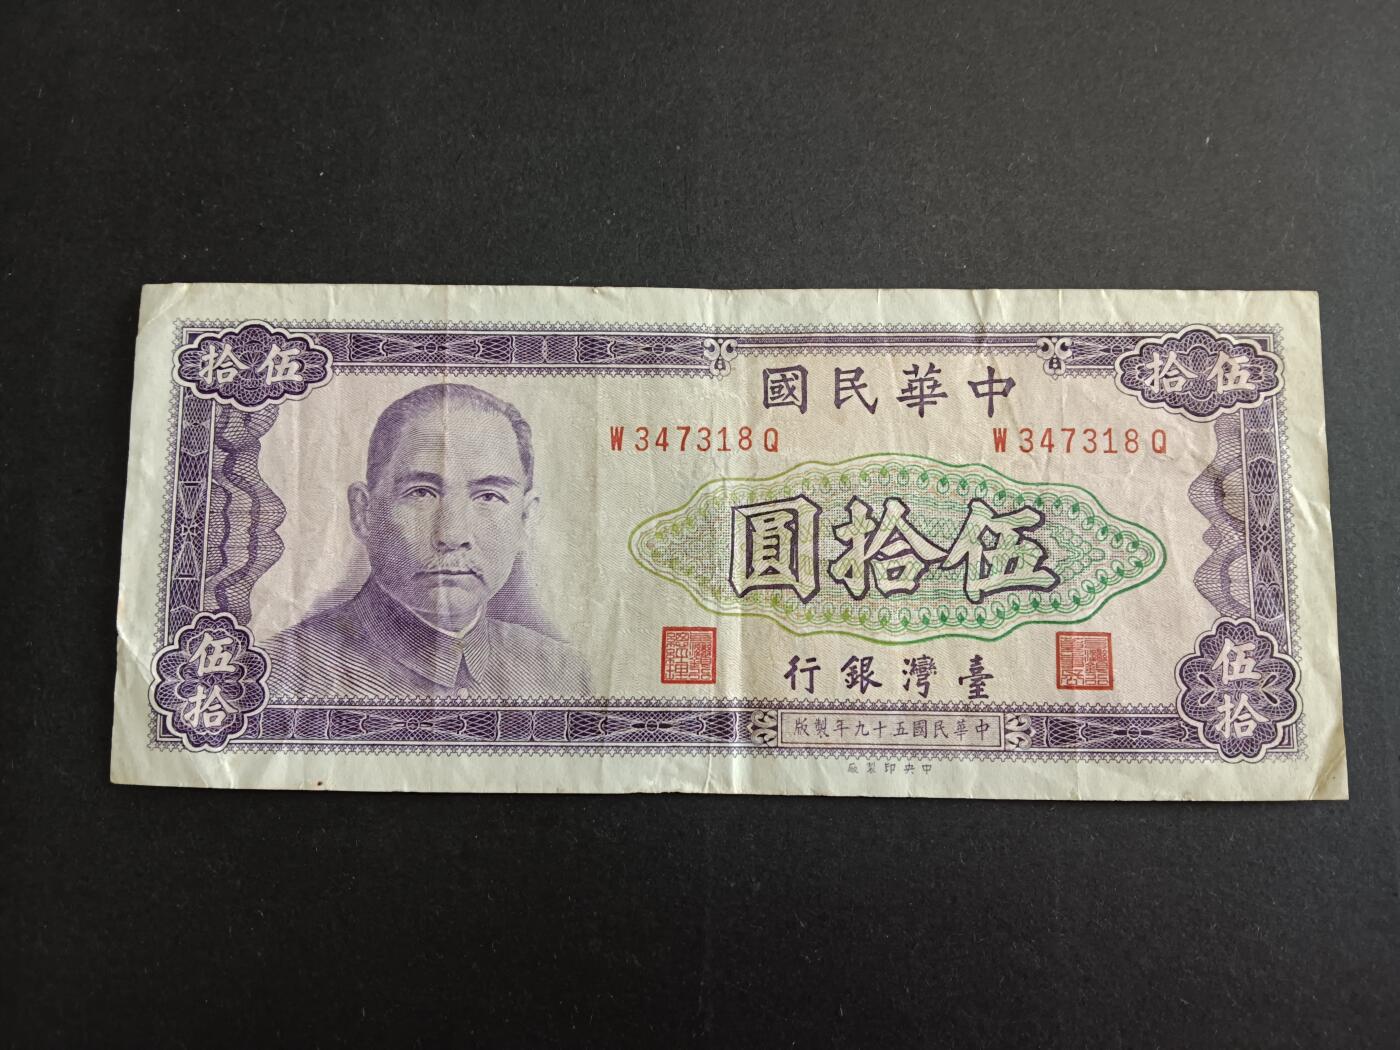 拾伍
拾伍
中華民國
W347318Q
W347318Q
伍拾圓
臺灣銀行
伍拾
伍拾
中華民國五十九年製版
中央印製廠